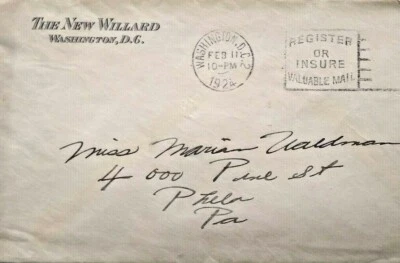 THE NEW WILLARD
WASHINGTON, D.C.
WASHINGTON, D.C.
FEB 11
10-PM
1924
REGISTER
OR
INSURE
VALUABLE MAIL
Miss Marian Waldman
4000 Pine St
Phila
Pa